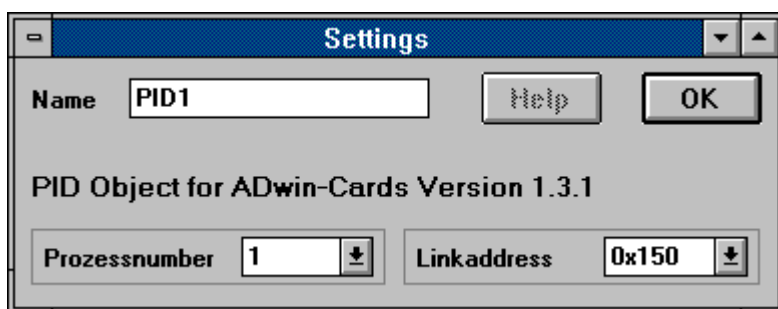 Settings
Name PID1 Help OK
PID Object for ADwin-Cards Version 1.3.1
Prozessnumber 1 Linkaddress 0x150